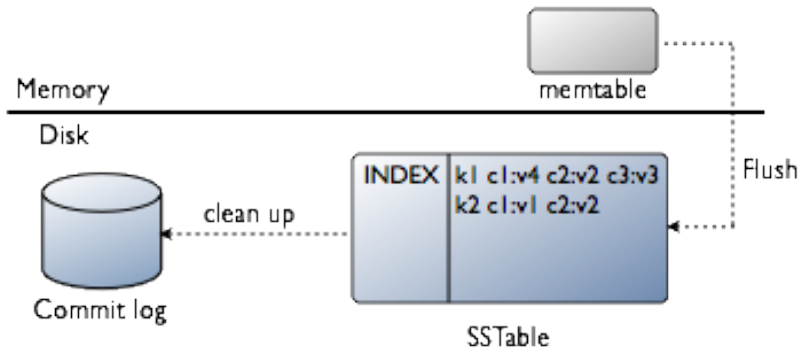 memtable
Memory
Disk
Flush
INDEX
k1 c1:v4 c2:v2 c3:v3
k2 c1:v1 c2:v2
clean up
Commit log
SSTable